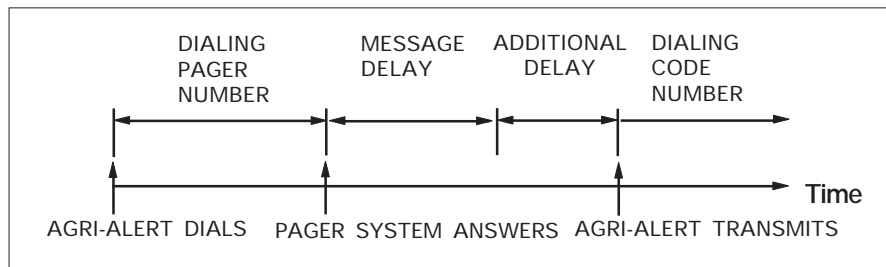 DIALING PAGER NUMBER
MESSAGE DELAY
ADDITIONAL DELAY
DIALING CODE NUMBER
Time
AGRI-ALERT DIALS
PAGER SYSTEM ANSWERS
AGRI-ALERT TRANSMITS